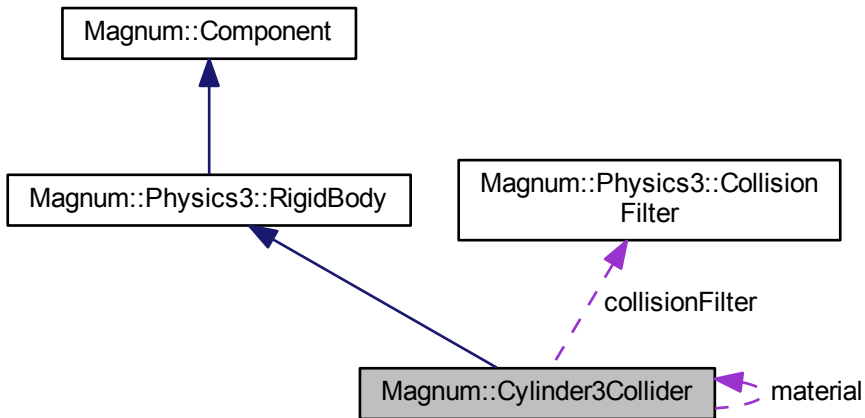 Magnum::Component
Magnum::Physics3::RigidBody
Magnum::Physics3::Collision
Filter
collisionFilter
Magnum::Cylinder3Collider
material